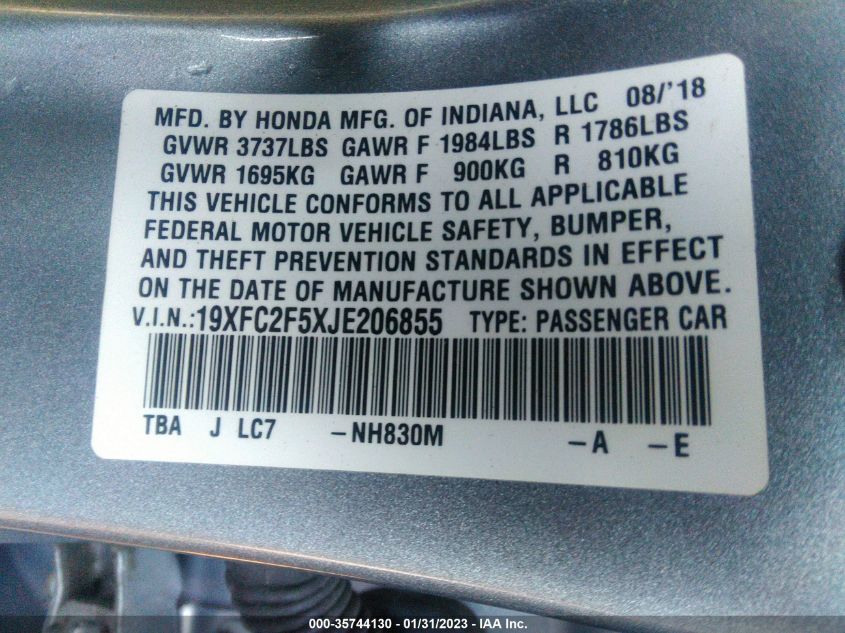 MFD. BY HONDA MFG. OF INDIANA, LLC 08/'18
GVWR 3737LBS GAWR F 1984LBS R 1786LBS
GVWR 1695KG GAWR F 900KG R 810KG
THIS VEHICLE CONFORMS TO ALL APPLICABLE
FEDERAL MOTOR VEHICLE SAFETY, BUMPER,
AND THEFT PREVENTION STANDARDS IN EFFECT
ON THE DATE OF MANUFACTURE SHOWN ABOVE.
V.I.N.:19XFC2F5XJE206855 TYPE: PASSENGER CAR
TBA J LC7 –NH830M –A –E
000-35744130 - 01/31/2023 - IAA Inc.